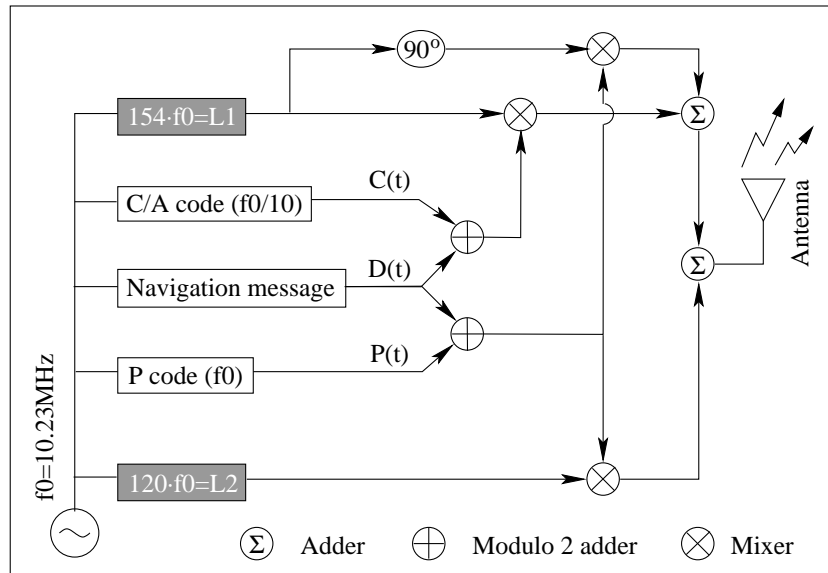 90°
154·f0=L1
Σ
C/A code (f0/10)
C(t)
Navigation message
D(t)
Σ
Antenna
P code (f0)
P(t)
f0=10.23MHz
120·f0=L2
Σ Adder
Modulo 2 adder
Mixer